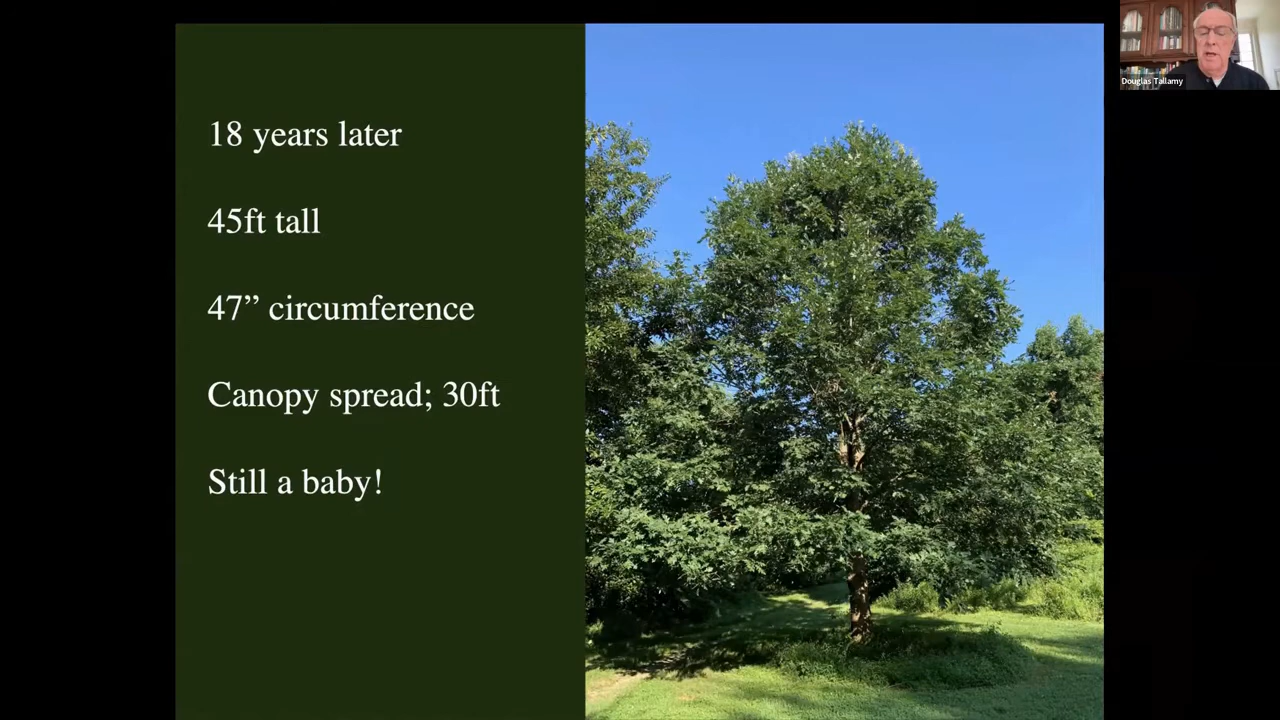 18 years later
45ft tall
47” circumference
Canopy spread; 30ft
Still a baby!
Douglas Tallamy